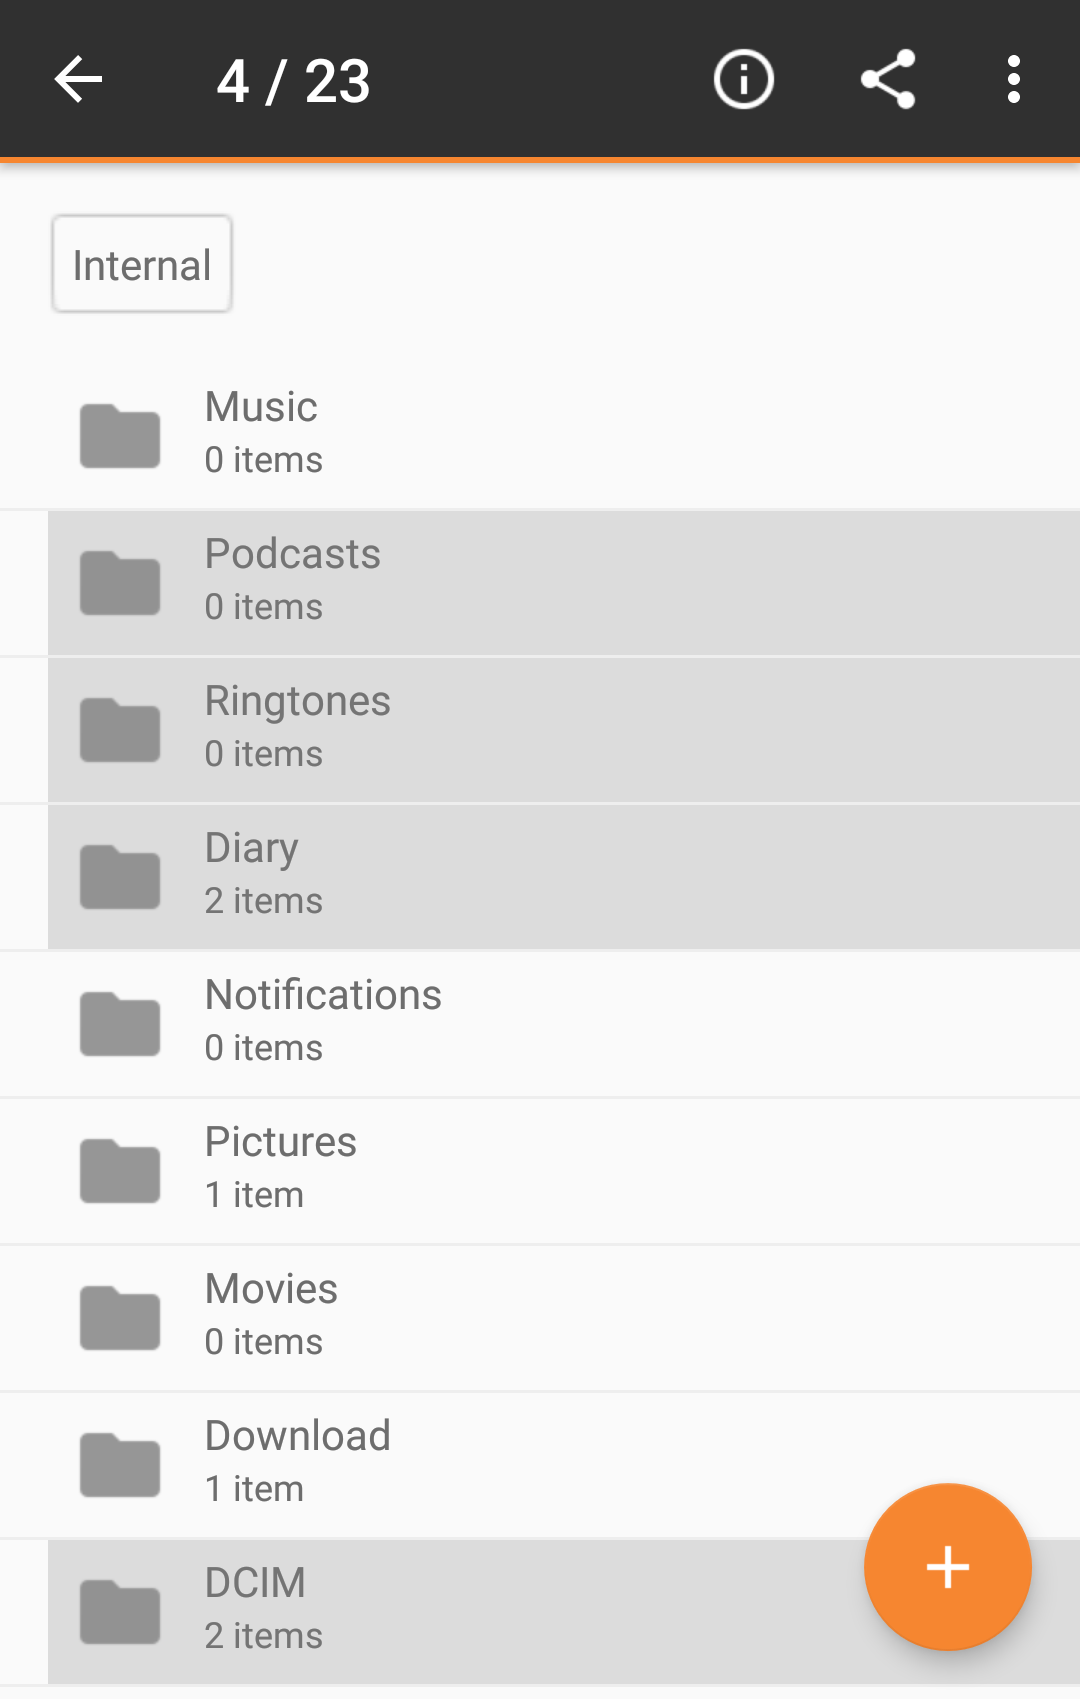 4 / 23
Internal
Music
0 items
Podcasts
0 items
Ringtones
0 items
Diary
2 items
Notifications
0 items
Pictures
1 item
Movies
0 items
Download
1 item
DCIM
2 items